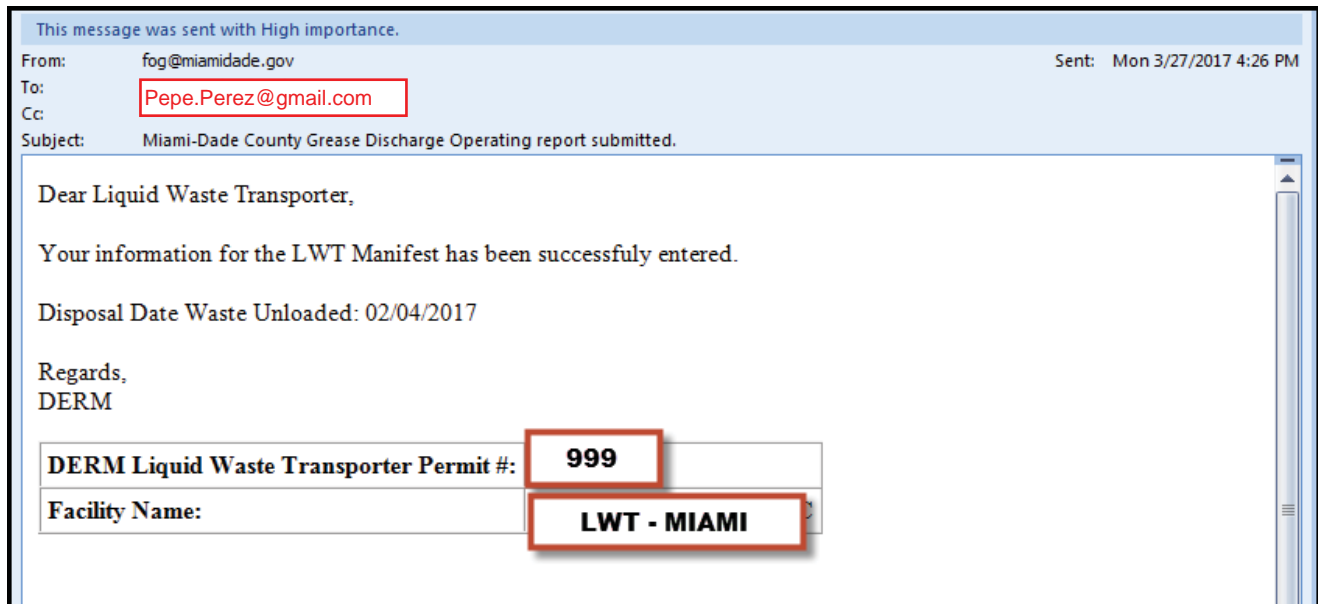 This message was sent with High importance.
From: fog@miamidade.gov Sent: Mon 3/27/2017 4:26 PM
To: Pepe.Perez@gmail.com
Cc:
Subject: Miami-Dade County Grease Discharge Operating report submitted.
Dear Liquid Waste Transporter,
Your information for the LWT Manifest has been successfuly entered.
Disposal Date Waste Unloaded: 02/04/2017
Regards,
DERM
DERM Liquid Waste Transporter Permit #: 999
Facility Name: LWT - MIAMI